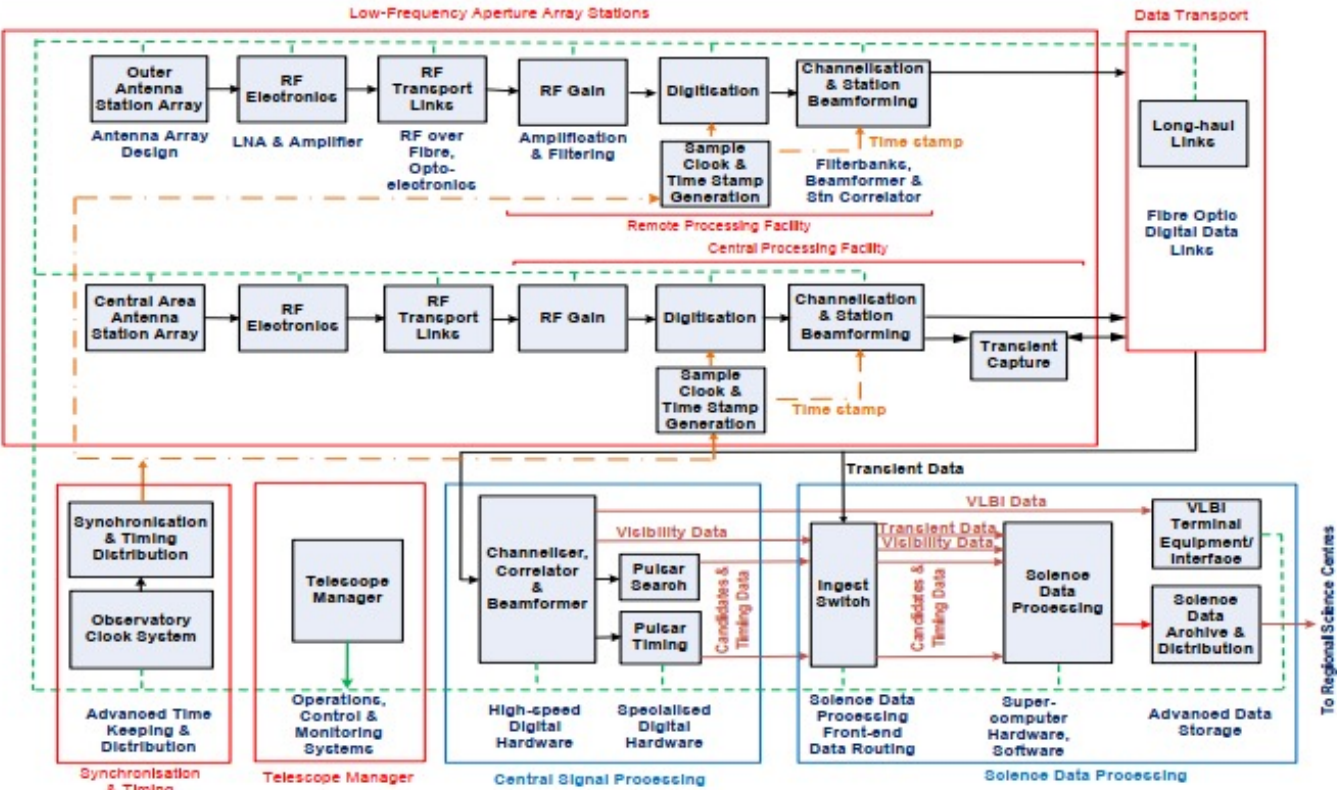 Low-Frequency Aperture Array Stations
Data Transport
Outer
Antenna
Station Array
RF
Electronics
RF
Transport
Links
RF Gain
Digitisation
Channelisation
& Station
Beamforming
Antenna Array
Design
LNA & Amplifier
RF over
Fibre,
Opto-
electronics
Amplification
& Filtering
Sample
Clock &
Time Stamp
Generation
Time stamp
Filterbanks,
Beamformer &
Stn Correlator
Long-haul
Links
Fibre Optic
Digital Data
Links
Remote Processing Facility
Central Processing Facility
Central Area
Antenna
Station Array
RF
Electronics
RF
Transport
Links
RF Gain
Digitisation
Channelisation
& Station
Beamforming
Transient
Capture
Sample
Clock &
Time Stamp
Generation
Time stamp
Transient Data
Synchronisation
& Timing
Distribution
Observatory
Clock System
Advanced Time
Keeping &
Distribution
Synchronisation
& Timing
Telescope
Manager
Operations,
Control &
Monitoring
Systems
Telescope Manager
Channeliser,
Correlator
&
Beamformer
Visibility Data
Pulsar
Search
Pulsar
Timing
Candidates &
Timing Data
High-speed
Digital
Hardware
Specialised
Digital
Hardware
Central Signal Processing
VLBI Data
Ingest
Switch
Transient Data
Visibility Data
Candidates &
Timing Data
Science
Data
Processing
VLBI
Terminal
Equipment/
Interface
Science
Data
Archive &
Distribution
Science Data
Processing
Front-end
Data Routing
Super-
computer
Hardware,
Software
Advanced Data
Storage
Science Data Processing
To Regional Science Centres